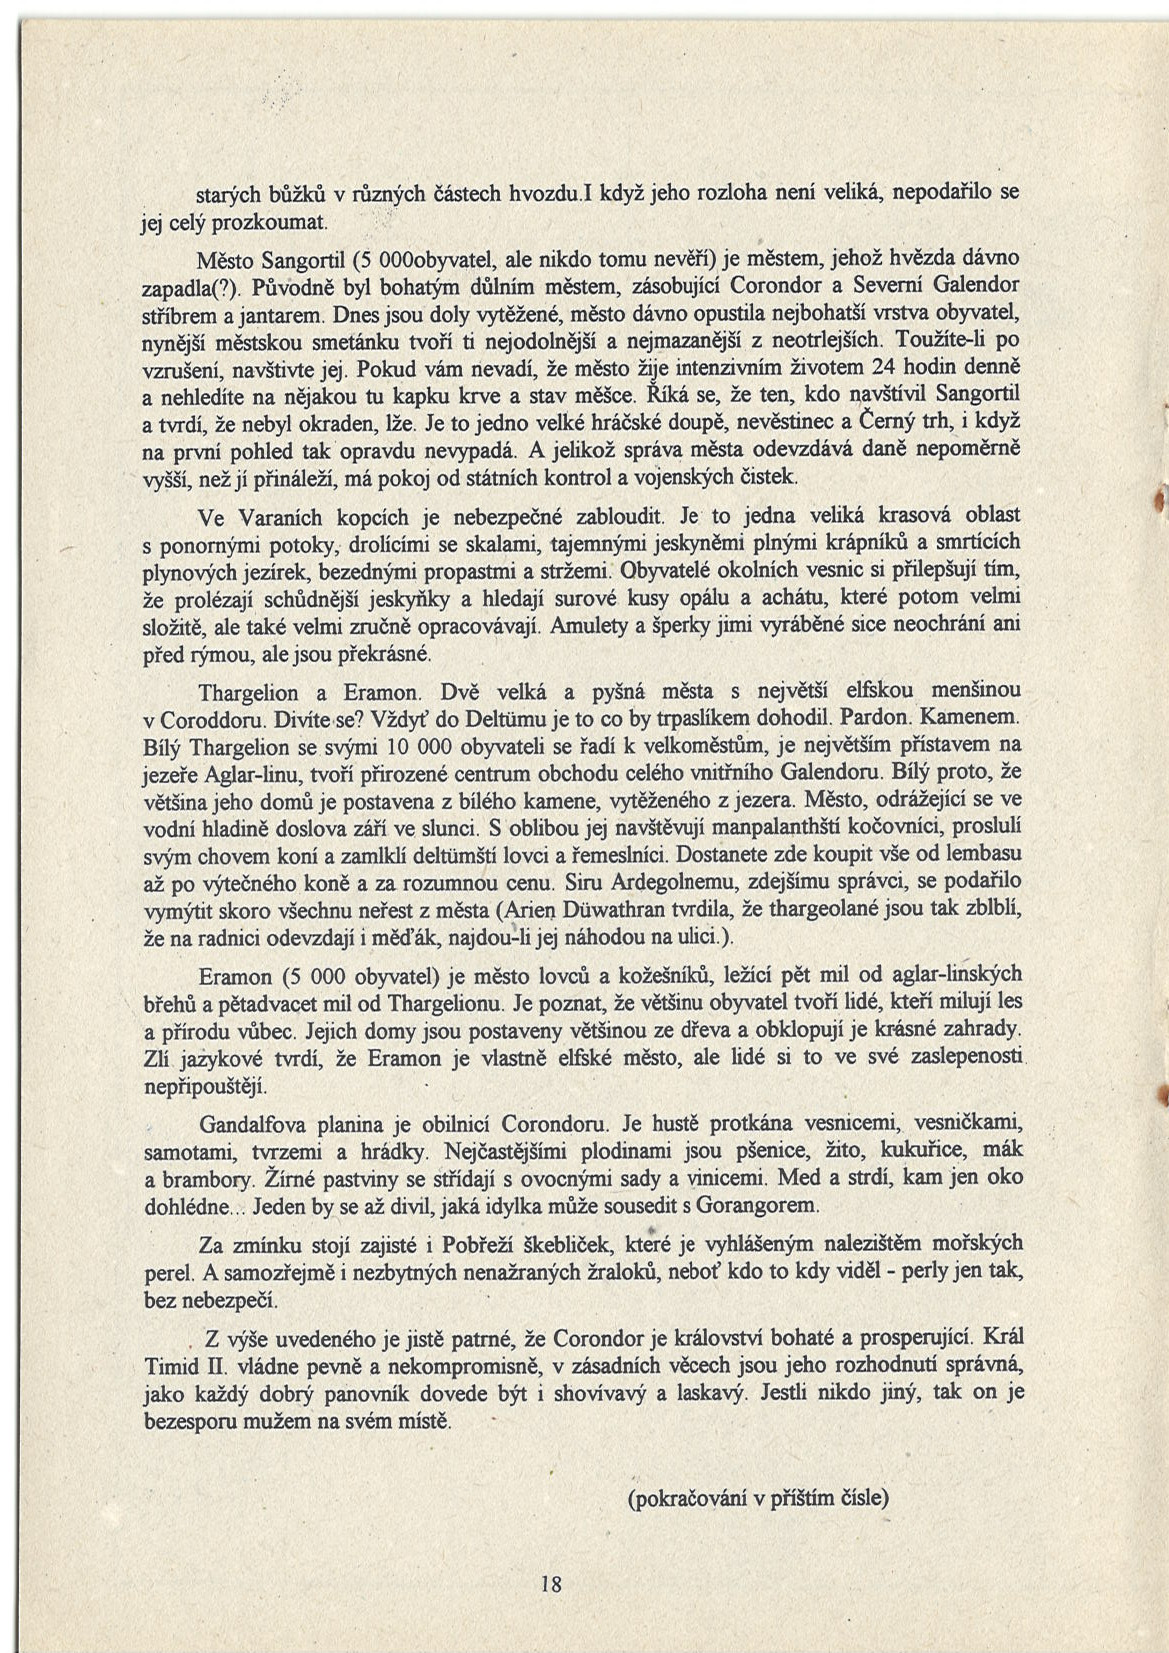 starých bůžků v různých částech hvozdu.I když jeho rozloha není veliká, nepodařilo se
jej celý prozkoumat.
Město Sangortil (5 000obyvatel, ale nikdo tomu nevěří) je městem, jehož hvězda dávno
zapadla(?). Původně byl bohatým důlním městem, zásobující Corondor a Severní Galendor
stříbrem a jantarem. Dnes jsou doly vytěžené, město dávno opustila nejbohatší vrstva obyvatel,
nynější městskou smetánku tvoří ti nejodolnější a nejmazanější z neotrlejších. Toužíte-li po
vzrušení, navštivte jej. Pokud vám nevadí, že město žije intenzivním životem 24 hodin denně
a nehledíte na nějakou tu kapku krve a stav měšce. Říká se, že ten, kdo navštívil Sangortil
a tvrdí, že nebyl okraden, lže. Je to jedno velké hráčské doupě, nevěstinec a Černý trh, i když
na první pohled tak opravdu nevypadá. A jelikož správa města odevzdává daně nepoměrně
vyšší, než jí přináleží, má pokoj od státních kontrol a vojenských čistek.
Ve Varaních kopcích je nebezpečné zabloudit. Je to jedna veliká krasová oblast
s ponornými potoky, drolícími se skalami, tajemnými jeskyněmi plnými krápníků a smrtících
plynových jezírek, bezednými propastmi a stržemi. Obyvatelé okolních vesnic si přilepšují tím,
že prolézají schůdnější jeskyňky a hledají surové kusy opálu a achátu, které potom velmi
složitě, ale také velmi zručně opracovávají. Amulety a šperky jimi vyráběné sice neochrání ani
před rýmou, ale jsou překrásné.
Thargelion a Eramon. Dvě velká a pyšná města s největší elfskou menšinou
v Coroddoru. Divíte se? Vždyť do Deltümu je to co by trpaslíkem dohodil. Pardon. Kamenem.
Bílý Thargelion se svými 10 000 obyvateli se řadí k velkoměstům, je největším přístavem na
jezeře Aglar-linu, tvoří přirozené centrum obchodu celého vnitřního Galendoru. Bílý proto, že
většina jeho domů je postavena z bílého kamene, vytěženého z jezera. Město, odrážející se ve
vodní hladině doslova září ve slunci. S oblibou jej navštěvují manpalanthští kočovníci, proslulí
svým chovem koní a zamlklí deltümští lovci a řemeslníci. Dostanete zde koupit vše od lembasu
až po výtečného koně a za rozumnou cenu. Siru Ardegolnemu, zdejšímu správci, se podařilo
vymýtit skoro všechnu neřest z města (Arien Düwathran tvrdila, že thargeolané jsou tak zblblí,
že na radnici odevzdají i měďák, najdou-li jej náhodou na ulici.).
Eramon (5 000 obyvatel) je město lovců a kožešníků, ležící pět mil od aglar-linských
břehů a pětadvacet mil od Thargelionu. Je poznat, že většinu obyvatel tvoří lidé, kteří milují les
a přírodu vůbec. Jejich domy jsou postaveny většinou ze dřeva a obklopují je krásné zahrady.
Zlí jazykové tvrdí, že Eramon je vlastně elfské město, ale lidé si to ve své zaslepenosti
nepřipouštějí.
Gandalfova planina je obilnicí Corondoru. Je hustě protkána vesnicemi, vesničkami,
samotami, tvrzemi a hrádky. Nejčastějšími plodinami jsou pšenice, žito, kukuřice, mák
a brambory. Žírné pastviny se střídají s ovocnými sady a vinicemi. Med a strdí, kam jen oko
dohlédne... Jeden by se až divil, jaká idylka může sousedit s Gorangorem.
Za zmínku stojí zajisté i Pobřeží škebliček, které je vyhlášeným nalezištěm mořských
perel. A samozřejmě i nezbytných nenažraných žraloků, neboť kdo to kdy viděl - perly jen tak,
bez nebezpečí.
Z výše uvedeného je jistě patrné, že Corondor je království bohaté a prosperující. Král
Timid II. vládne pevně a nekompromisně, v zásadních věcech jsou jeho rozhodnutí správná,
jako každý dobrý panovník dovede být i shovívavý a laskavý. Jestli nikdo jiný, tak on je
bezesporu mužem na svém místě.
(pokračování v příštím čísle)
18